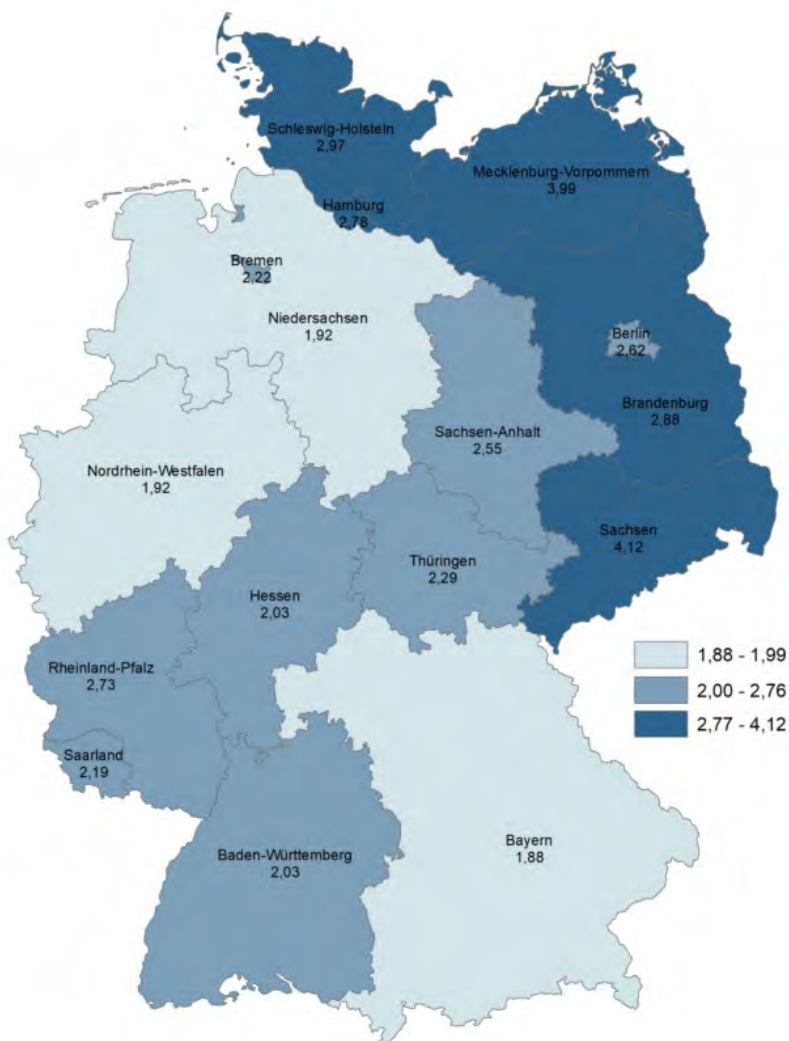 Schleswig-Holstein
2,97
Mecklenburg-Vorpommern
3,99
Hamburg
2,78
Bremen
2,22
Niedersachsen
1,92
Berlin
2,62
Brandenburg
2,88
Sachsen-Anhalt
2,55
Nordrhein-Westfalen
1,92
Sachsen
4,12
Thüringen
2,29
Hessen
2,03
1,88 - 1,99
2,00 - 2,76
2,77 - 4,12
Rheinland-Pfalz
2,73
Saarland
2,19
Bayern
1,88
Baden-Württemberg
2,03